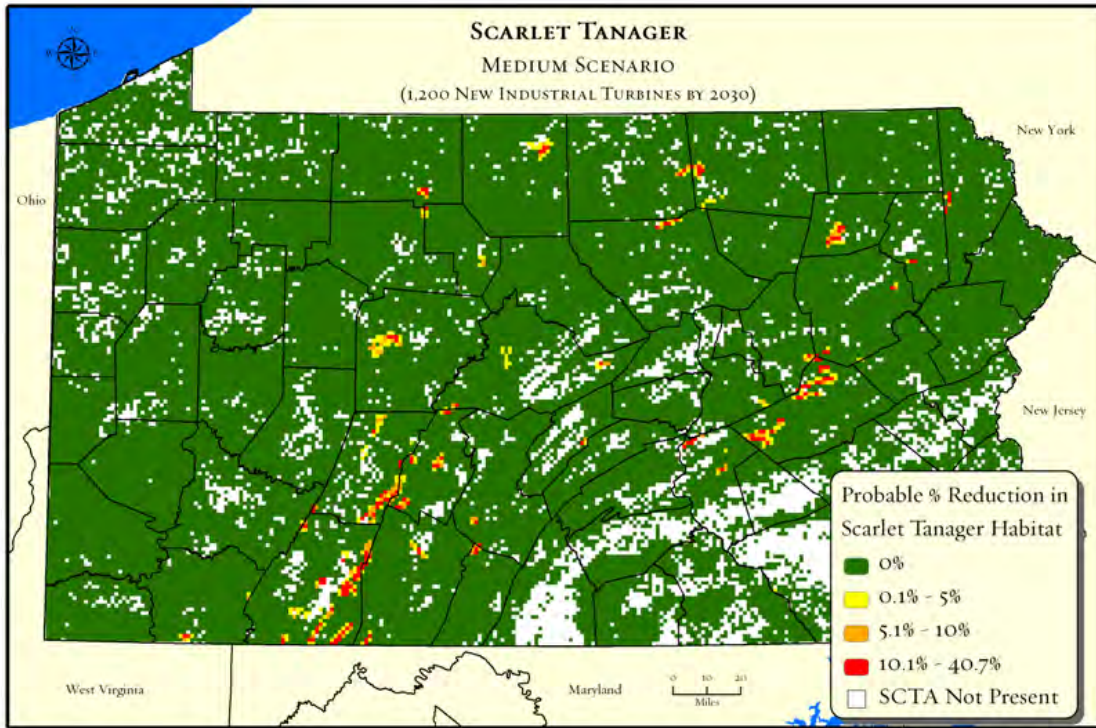 SCARLET TANAGER
MEDIUM SCENARIO
(1,200 NEW INDUSTRIAL TURBINES BY 2030)
N
W E
S
New York
Ohio
New Jersey
Probable % Reduction in
Scarlet Tanager Habitat
0%
0.1% - 5%
5.1% - 10%
10.1% - 40.7%
SCTA Not Present
West Virginia
Maryland
0 10 20
Miles